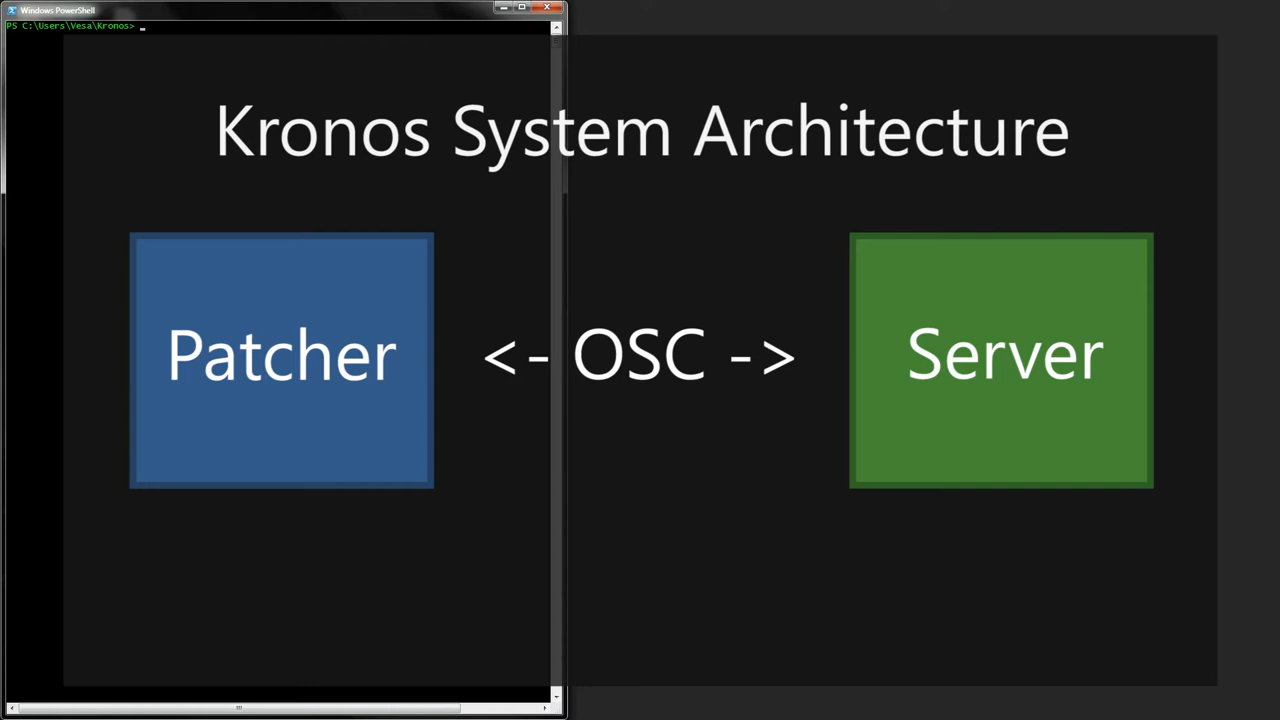 Windows PowerShell
PS C:\Users\Vesa\Kronos> _
Kronos System Architecture
Patcher
<- OSC ->
Server